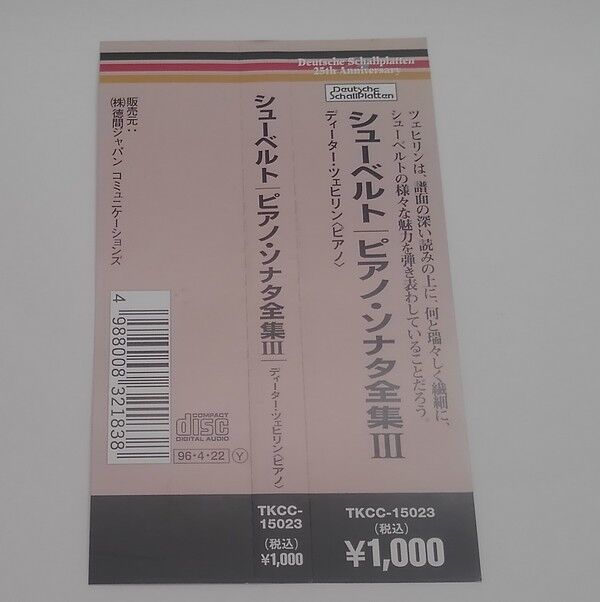 Deutsche Schallplatten
25th Anniversary
Deutsche
Schallplatten
ツェヒリンは、譜面の深い読みの上に、何と瑞々しく繊細に、
シューベルトの様々な魅力を弾き表わしていることだろう。
シューベルト|ピアノ・ソナタ全集III
ディーター・ツェヒリン〈ピアノ〉
TKCC-15023
(税込)
¥1,000
シューベルト|ピアノ・ソナタ全集III
ディーター・ツェヒリン〈ピアノ〉
TKCC-
15023
(税込)
¥1,000
販売元:
(株)徳間ジャパン コミュニケーションズ
4 988008 321838
COMPACT
disc
DIGITAL AUDIO
96・4・22 Y